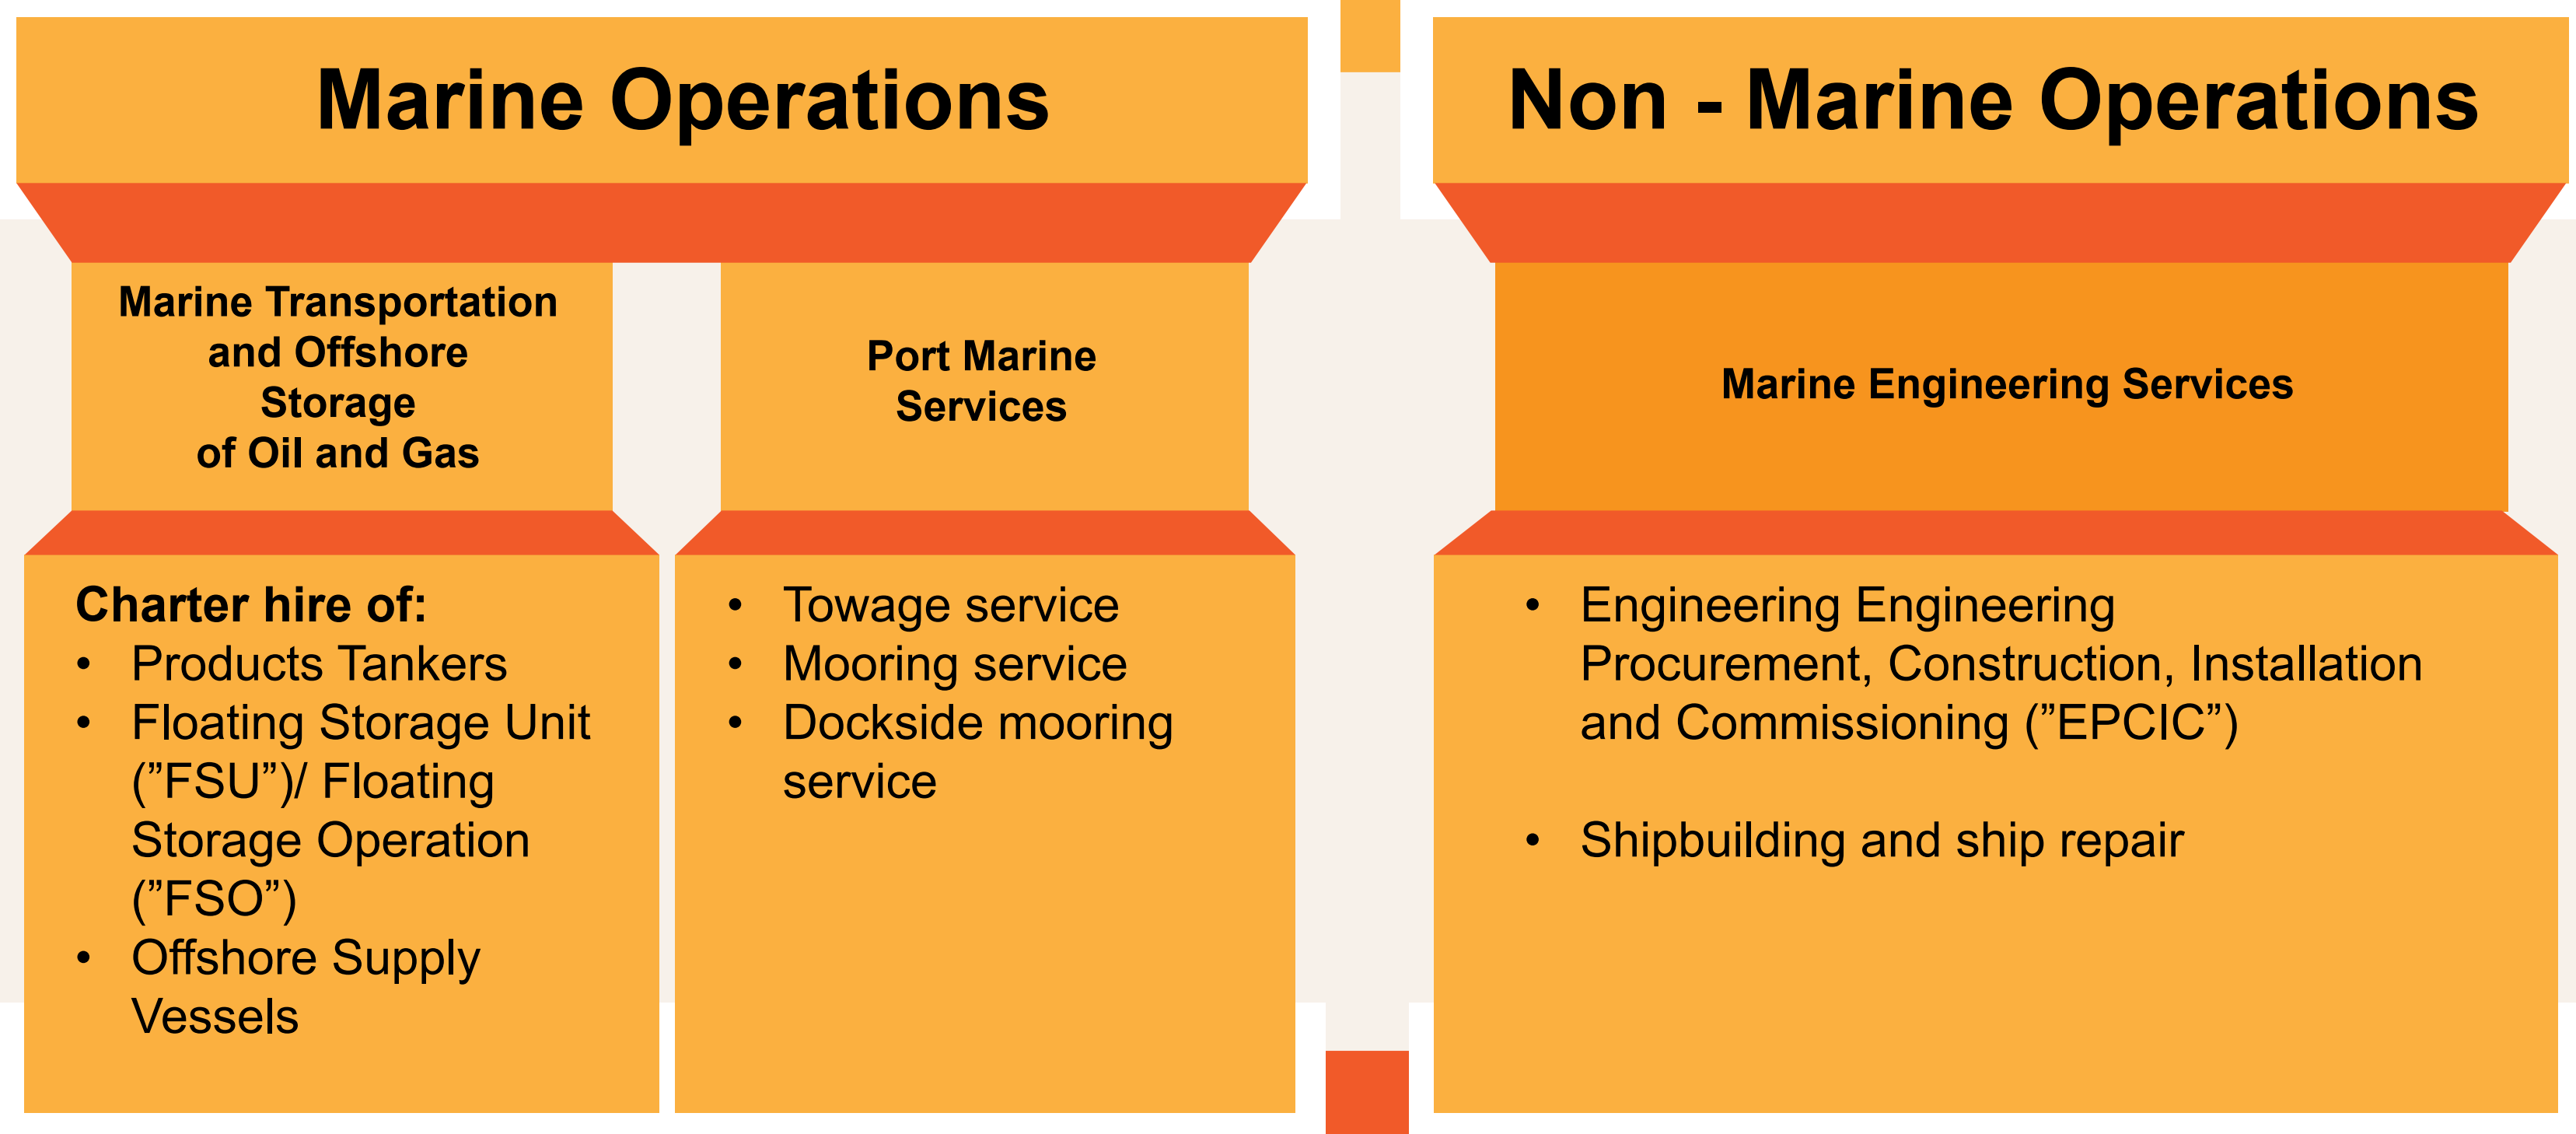 Marine Operations
Marine Transportation
and Offshore
Storage
of Oil and Gas
Charter hire of:
• Products Tankers
• Floating Storage Unit
(”FSU”)/ Floating
Storage Operation
(”FSO”)
• Offshore Supply
Vessels
Port Marine
Services
• Towage service
• Mooring service
• Dockside mooring
service
Non - Marine Operations
Marine Engineering Services
• Engineering Engineering
Procurement, Construction, Installation
and Commissioning (”EPCIC”)
• Shipbuilding and ship repair